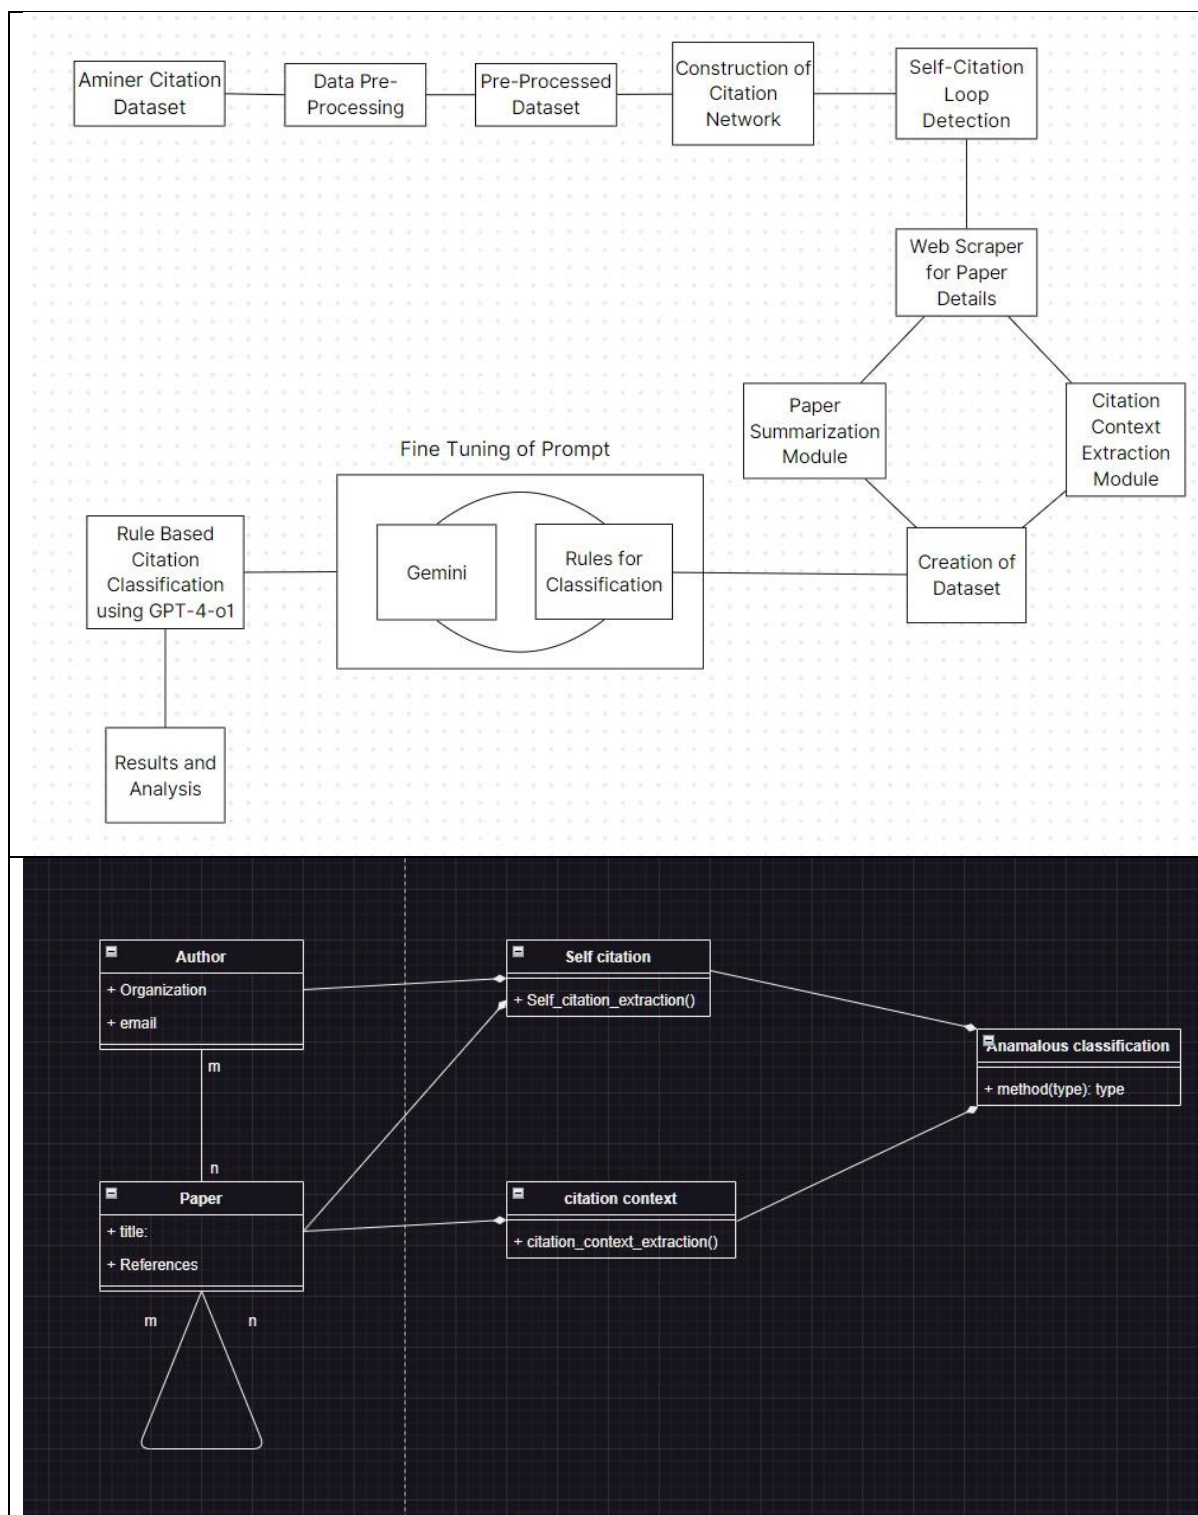 Aminer Citation
Dataset
Data Pre-
Processing
Pre-Processed
Dataset
Construction of
Citation
Network
Self-Citation
Loop
Detection
Web Scraper
for Paper
Details
Paper
Summarization
Module
Citation
Context
Extraction
Module
Fine Tuning of Prompt
Rule Based
Citation
Classification
using GPT-4-o1
Gemini
Rules for
Classification
Creation of
Dataset
Results and
Analysis
Author
+ Organization
+ email
Self citation
+ Self_citation_extraction()
Anamalous classification
+ method(type): type
m
n
Paper
+ title:
+ References
citation context
+ citation_context_extraction()
m
n